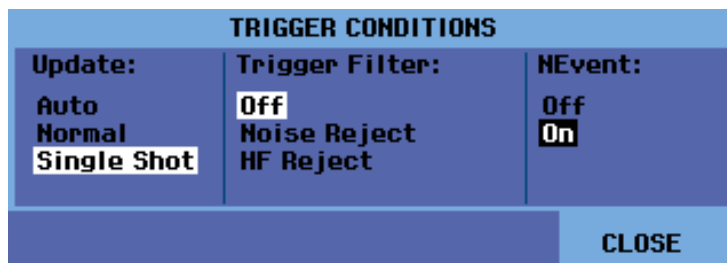 TRIGGER CONDITIONS
Update:
Auto
Normal
Single Shot
Trigger Filter:
Off
Noise Reject
HF Reject
NEvent:
Off
On
CLOSE